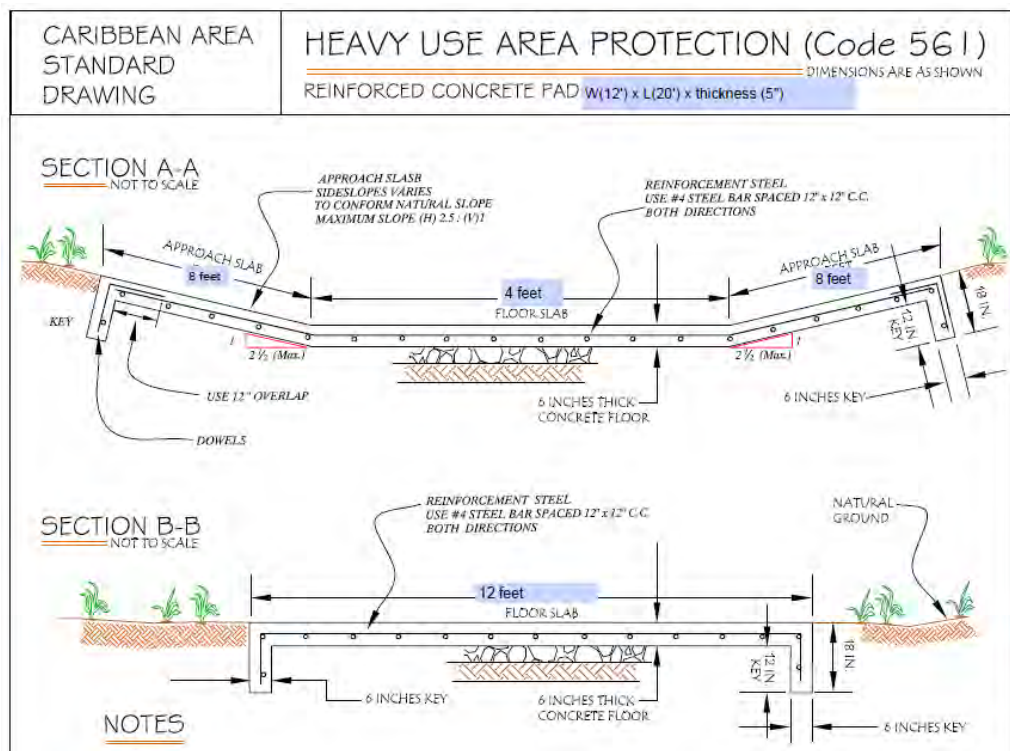 CARIBBEAN AREA
STANDARD
DRAWING
HEAVY USE AREA PROTECTION (Code 561)
DIMENSIONS ARE AS SHOWN
REINFORCED CONCRETE PAD W(12') x L(20') x thickness (5")
SECTION A-A
NOT TO SCALE
APPROACH SLASB
SIDESLOPES VARIES
TO CONFORM NATURAL SLOPE
MAXIMUM SLOPE (H) 2.5 : (V)1
REINFORCEMENT STEEL
USE #4 STEEL BAR SPACED 12" x 12" C.C.
BOTH DIRECTIONS
APPROACH SLAB
8 feet
4 feet
FLOOR SLAB
APPROACH SLAB
8 feet
KEY
18 IN
12 IN
KEY
1
2 1/2 (Max.)
2 1/2 (Max.)
1
USE 12" OVERLAP
DOWELS
6 INCHES THICK
CONCRETE FLOOR
6 INCHES KEY
SECTION B-B
NOT TO SCALE
REINFORCEMENT STEEL
USE #4 STEEL BAR SPACED 12" x 12" C.C.
BOTH DIRECTIONS
NATURAL
GROUND
12 feet
FLOOR SLAB
12 IN
KEY
18 IN
6 INCHES KEY
6 INCHES THICK
CONCRETE FLOOR
6 INCHES KEY
NOTES